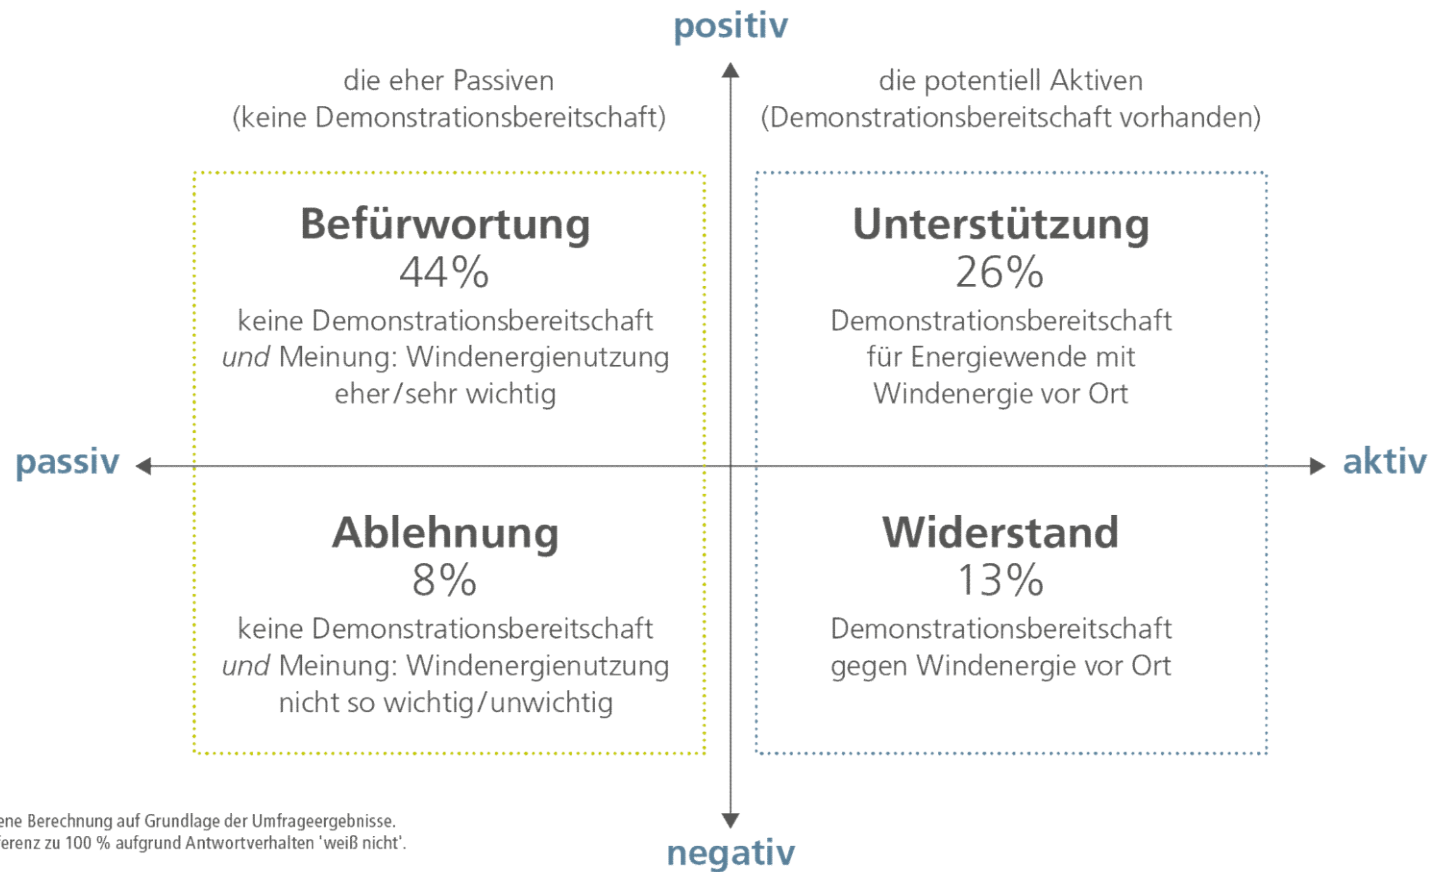 positiv
die eher Passiven
(keine Demonstrationsbereitschaft)
die potentiell Aktiven
(Demonstrationsbereitschaft vorhanden)
Befürwortung
44%
keine Demonstrationsbereitschaft
und Meinung: Windenergienutzung
eher/sehr wichtig
Unterstützung
26%
Demonstrationsbereitschaft
für Energiewende mit
Windenergie vor Ort
passiv
aktiv
Ablehnung
8%
keine Demonstrationsbereitschaft
und Meinung: Windenergienutzung
nicht so wichtig/unwichtig
Widerstand
13%
Demonstrationsbereitschaft
gegen Windenergie vor Ort
ene Berechnung auf Grundlage der Umfrageergebnisse.
ferenz zu 100 % aufgrund Antwortverhalten 'weiß nicht'.
negativ